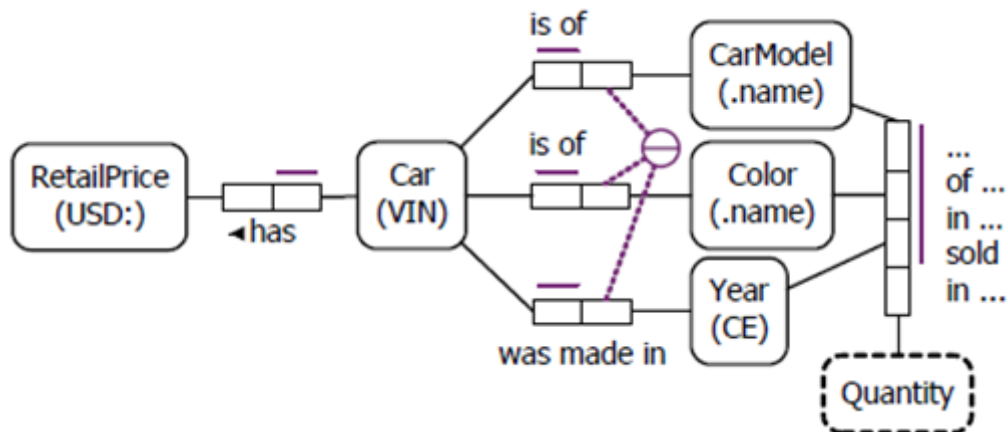 is of
CarModel
(.name)
RetailPrice
(USD:)
◄ has
Car
(VIN)
is of
Color
(.name)
was made in
Year
(CE)
...
of ...
in ...
sold
in ...
Quantity